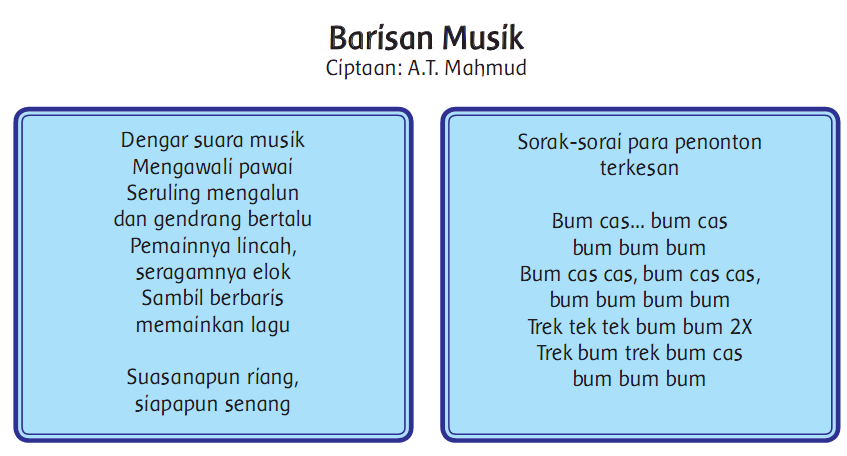 Barisan Musik
Ciptaan: A.T. Mahmud
Dengar suara musik
Mengawali pawai
Seruling mengalun
dan gendrang bertalu
Pemainnya lincah,
seragamnya elok
Sambil berbaris
memainkan lagu
Suasanapun riang,
siapapun senang
Sorak-sorai para penonton
terkesan
Bum cas... bum cas
bum bum bum
Bum cas cas, bum cas cas,
bum bum bum bum
Trek tek tek bum bum 2X
Trek bum trek bum cas
bum bum bum